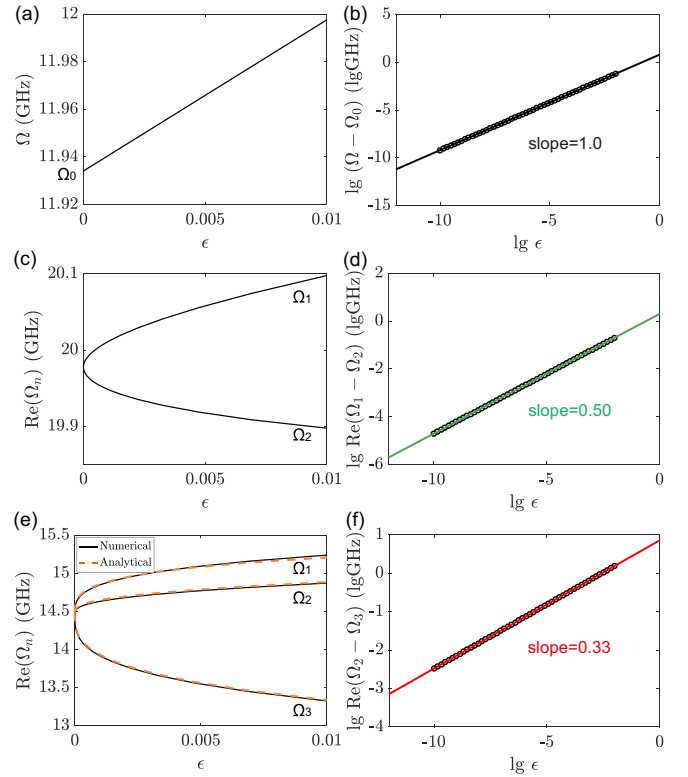 (a)
12
11.98
11.96
11.94
Ω0
11.92
Ω (GHz)
0
0.005
0.01
ϵ
(b)
5
0
-5
-10
-15
lg (Ω − Ω0) (lgGHz)
slope=1.0
-10
-5
0
lg ϵ
(c)
20.1
20
19.9
Re(Ωn) (GHz)
Ω1
Ω2
0
0.005
0.01
ϵ
(d)
2
0
-2
-4
-6
lg Re(Ω1 − Ω2) (lgGHz)
slope=0.50
-10
-5
0
lg ϵ
(e)
15.5
15
14.5
14
13.5
13
Re(Ωn) (GHz)
Numerical
Analytical
Ω1
Ω2
Ω3
0
0.005
0.01
ϵ
(f)
2
1
0
-1
-2
-3
-4
lg Re(Ω2 − Ω3) (lgGHz)
slope=0.33
-10
-5
0
lg ϵ